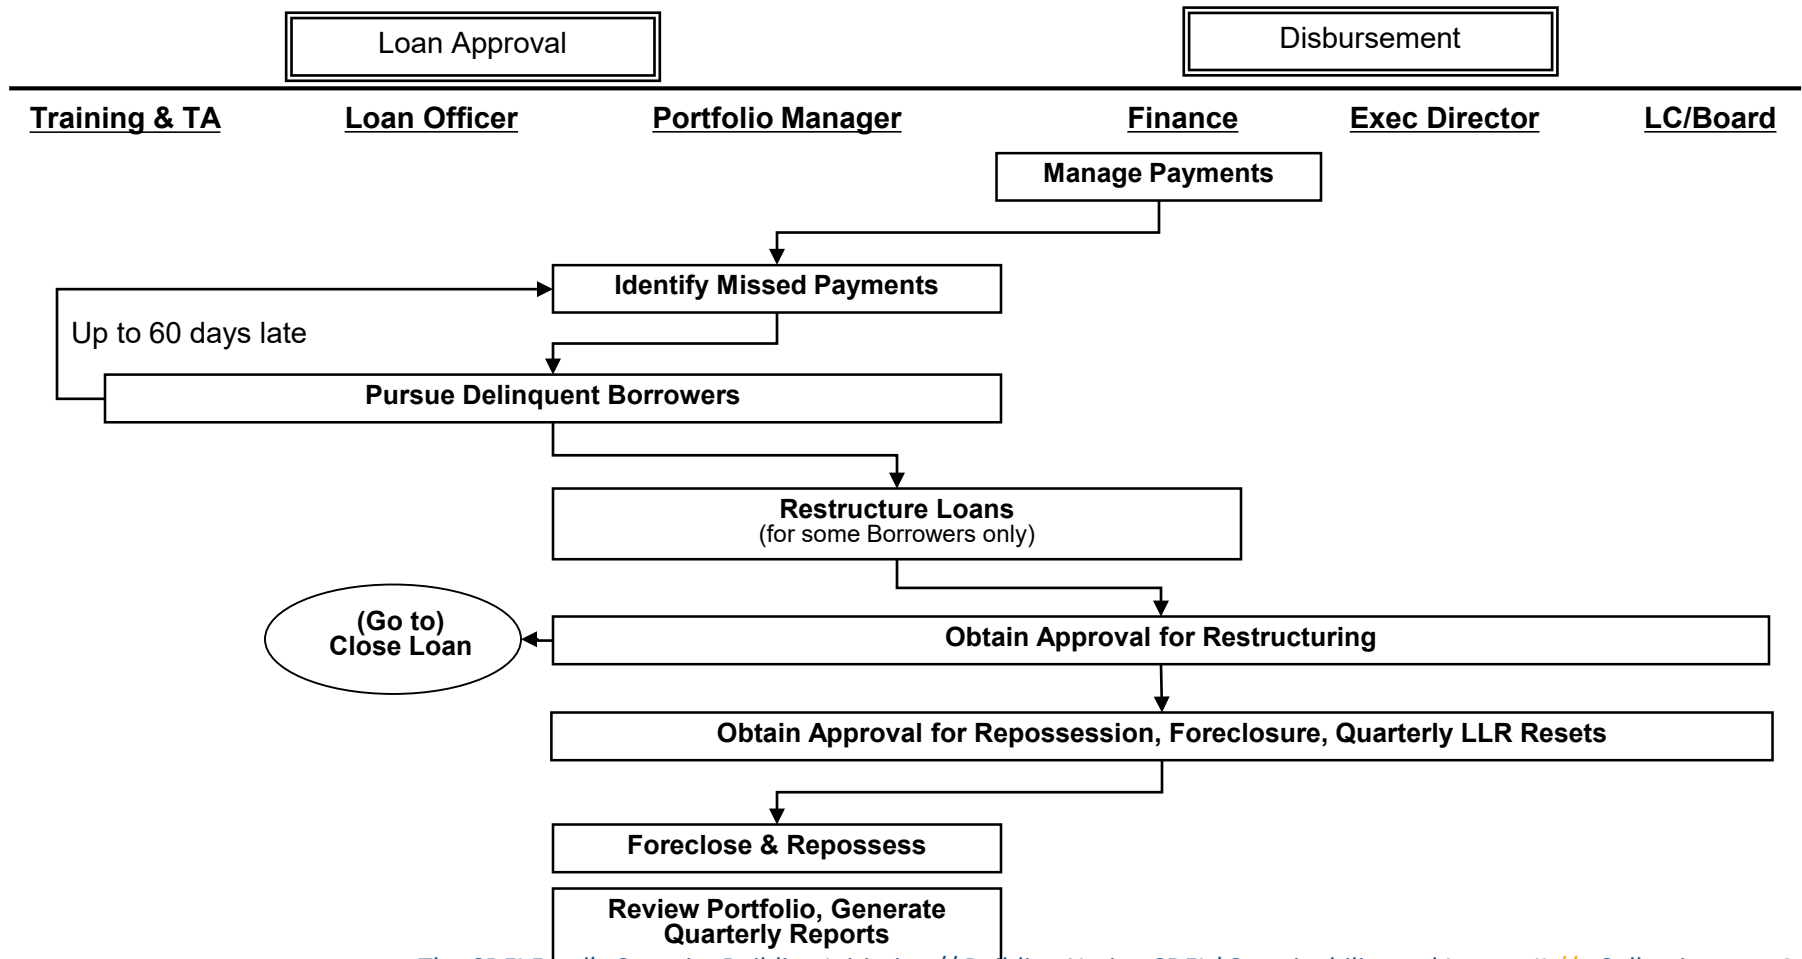 Loan Approval
Disbursement
Training & TA Loan Officer Portfolio Manager Finance Exec Director LC/Board
Manage Payments
Identify Missed Payments
Up to 60 days late
Pursue Delinquent Borrowers
Restructure Loans
(for some Borrowers only)
(Go to)
Close Loan
Obtain Approval for Restructuring
Obtain Approval for Repossession, Foreclosure, Quarterly LLR Resets
Foreclose & Repossess
Review Portfolio, Generate
Quarterly Reports